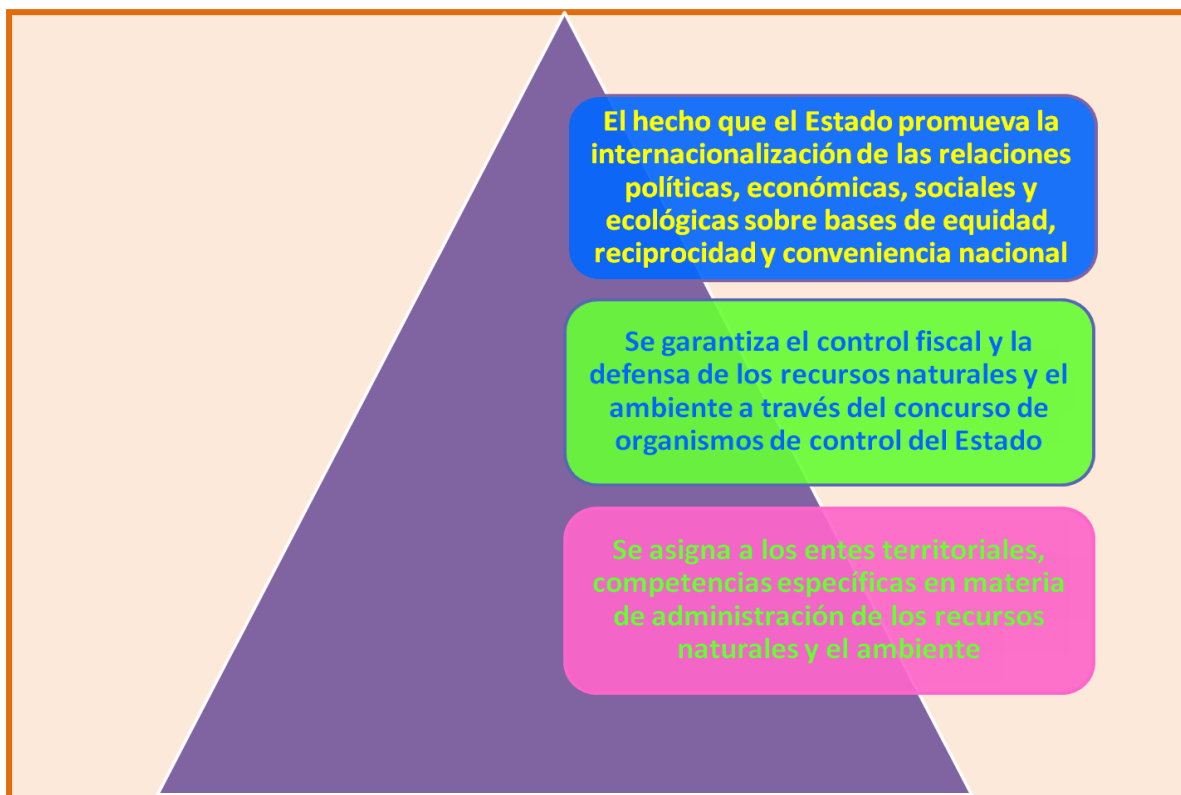 El hecho que el Estado promueva la
internacionalización de las relaciones
políticas, económicas, sociales y
ecológicas sobre bases de equidad,
reciprocidad y conveniencia nacional
Se garantiza el control fiscal y la
defensa de los recursos naturales y el
ambiente a través del concurso de
organismos de control del Estado
Se asigna a los entes territoriales,
competencias específicas en materia
de administración de los recursos
naturales y el ambiente